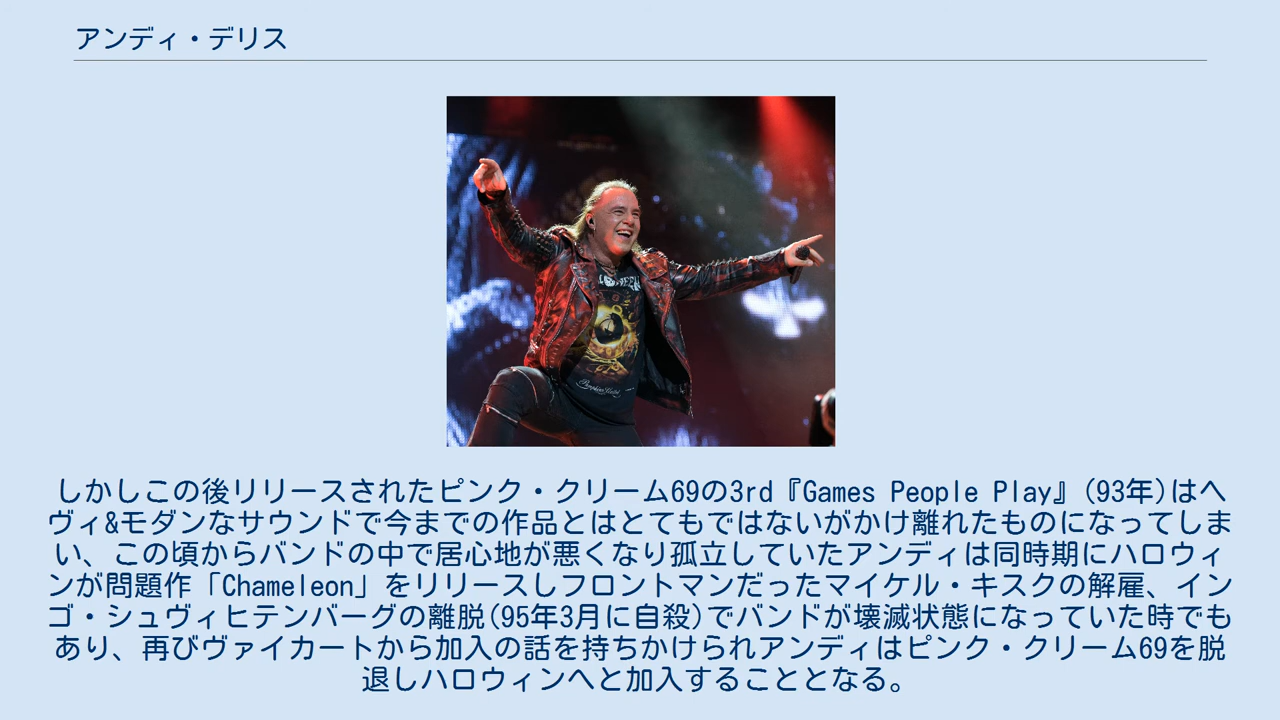 アンディ・デリス
しかしこの後リリースされたピンク・クリーム69の3rd『Games People Play』(93年)はヘ
ヴィ&モダンなサウンドで今までの作品とはとてもではないがかけ離れたものになってしま
い、この頃からバンドの中で居心地が悪くなり孤立していたアンディは同時期にハロウィ
ンが問題作「Chameleon」をリリースしフロントマンだったマイケル・キスクの解雇、イン
ゴ・シュヴィヒテンバーグの離脱(95年3月に自殺)でバンドが壊滅状態になっていた時でも
あり、再びヴァイカートから加入の話を持ちかけられアンディはピンク・クリーム69を脱
退しハロウィンへと加入することとなる。